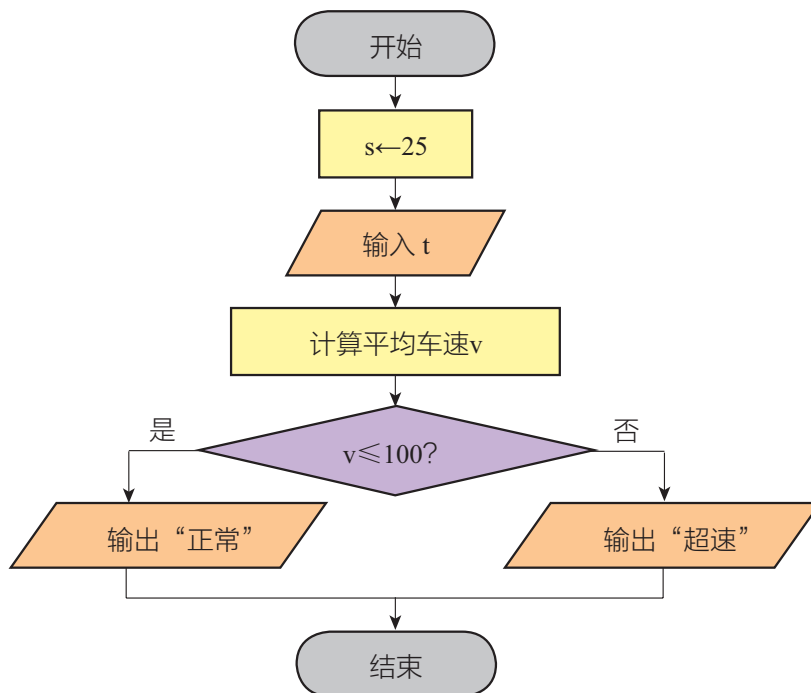 开始
s←25
输入 t
计算平均车速v
是
否
v≤100?
输出“正常”
输出“超速”
结束